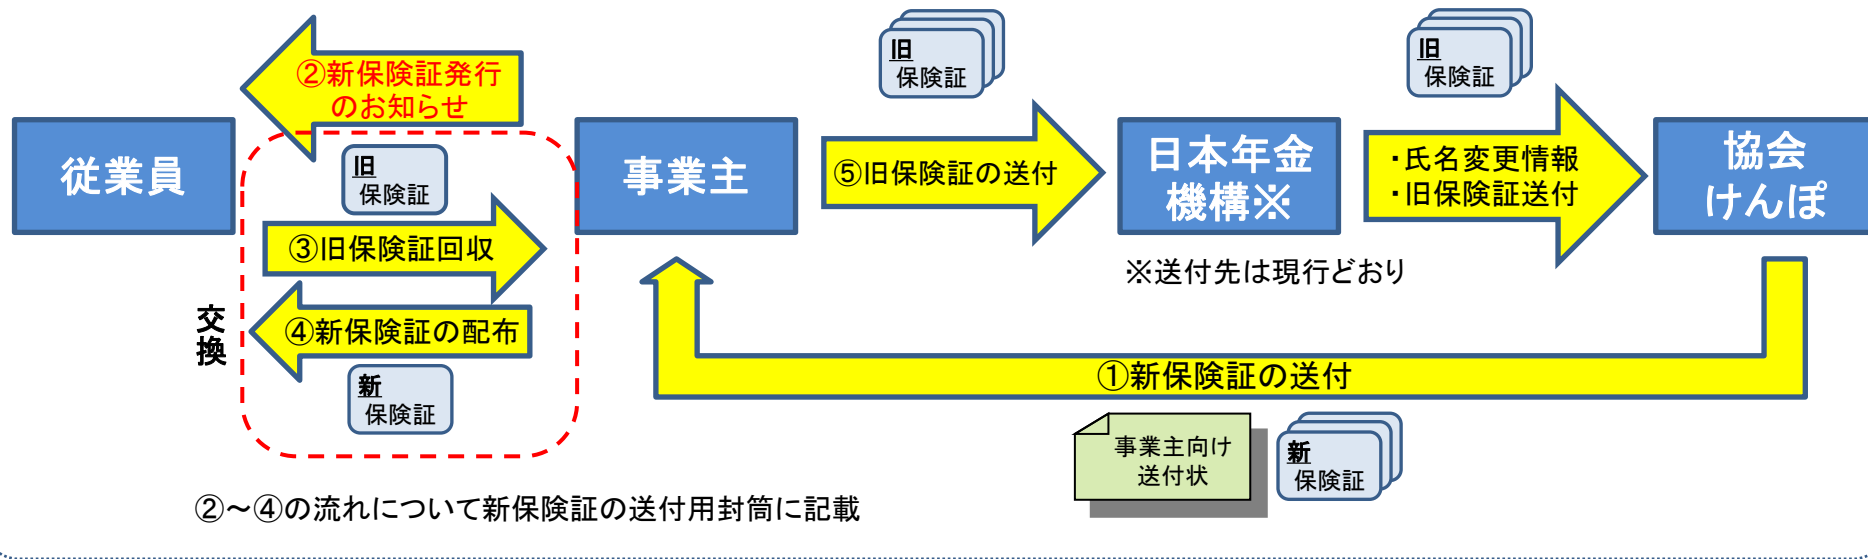 ②新保険証発行
のお知らせ
旧
保険証
旧
保険証
従業員
旧
保険証
事業主
⑤旧保険証の送付
日本年金
機構※
・氏名変更情報
・旧保険証送付
協会
けんぽ
③旧保険証回収
※送付先は現行どおり
交換
④新保険証の配布
新
保険証
①新保険証の送付
事業主向け
送付状
新
保険証
②~④の流れについて新保険証の送付用封筒に記載